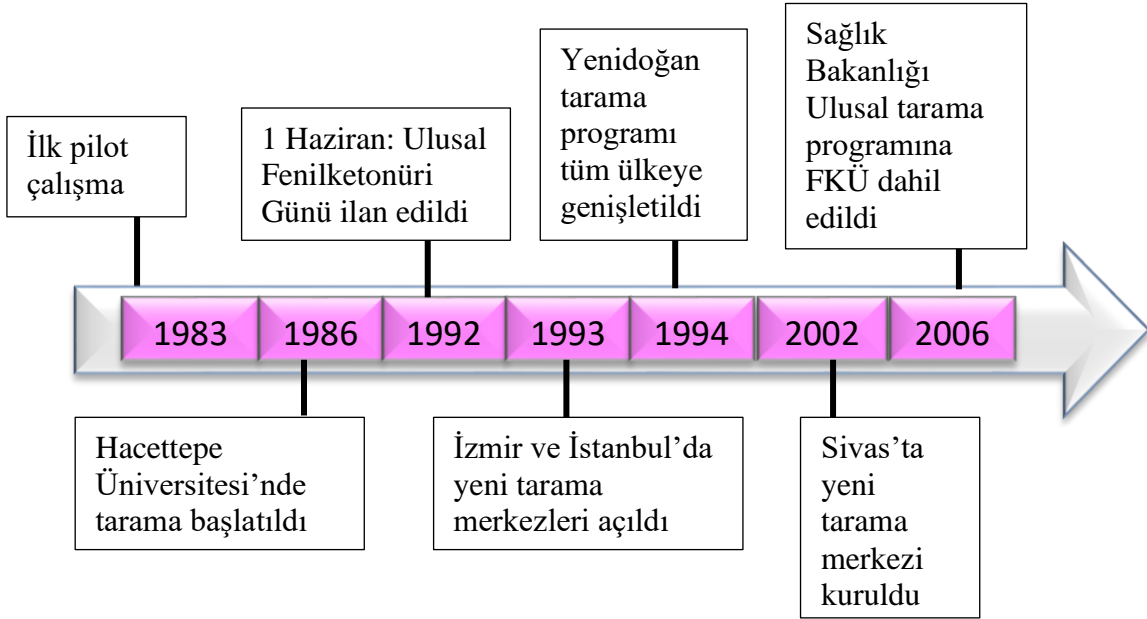 İlk pilot
çalışma
1 Haziran: Ulusal
Fenilketonüri
Günü ilan edildi
Yenidoğan
tarama
programı
tüm ülkeye
genişletildi
Sağlık
Bakanlığı
Ulusal tarama
programına
FKÜ dahil
edildi
1983 1986 1992 1993 1994 2002 2006
Hacettepe
Üniversitesi’nde
tarama başlatıldı
İzmir ve İstanbul’da
yeni tarama
merkezleri açıldı
Sivas’ta
yeni
tarama
merkezi
kuruldu